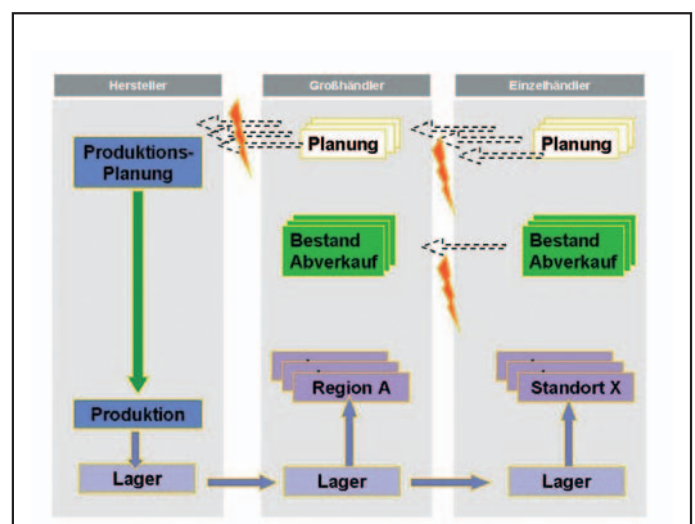 Hersteller
Großhändler
Einzelhändler
Produktions-
Planung
Planung
Planung
Bestand
Abverkauf
Bestand
Abverkauf
Region A
Standort X
Produktion
Lager
Lager
Lager